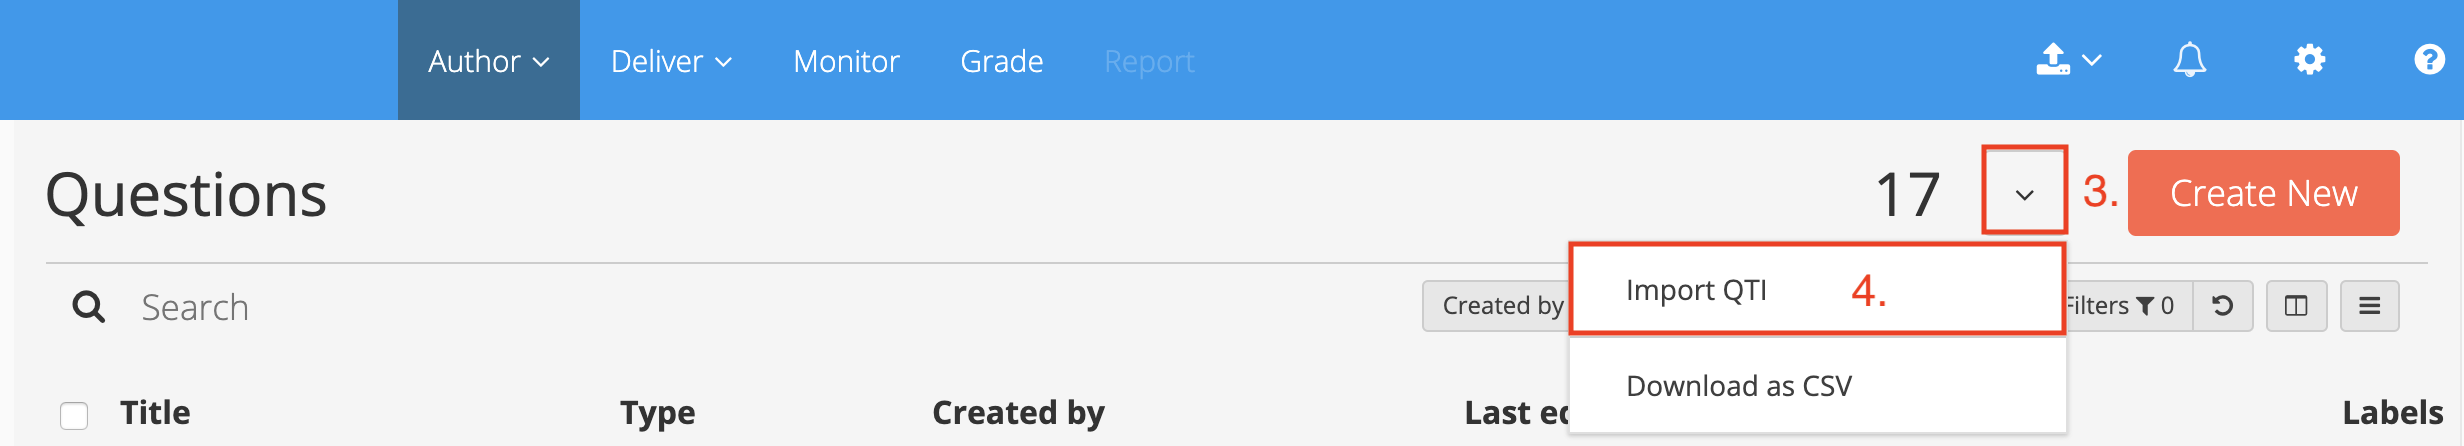 Author Deliver Monitor Grade Report
Questions 17 3. Create New
Import QTI 4.
Search Created by Filters 0
Download as CSV
Title Type Created by Last ed Labels